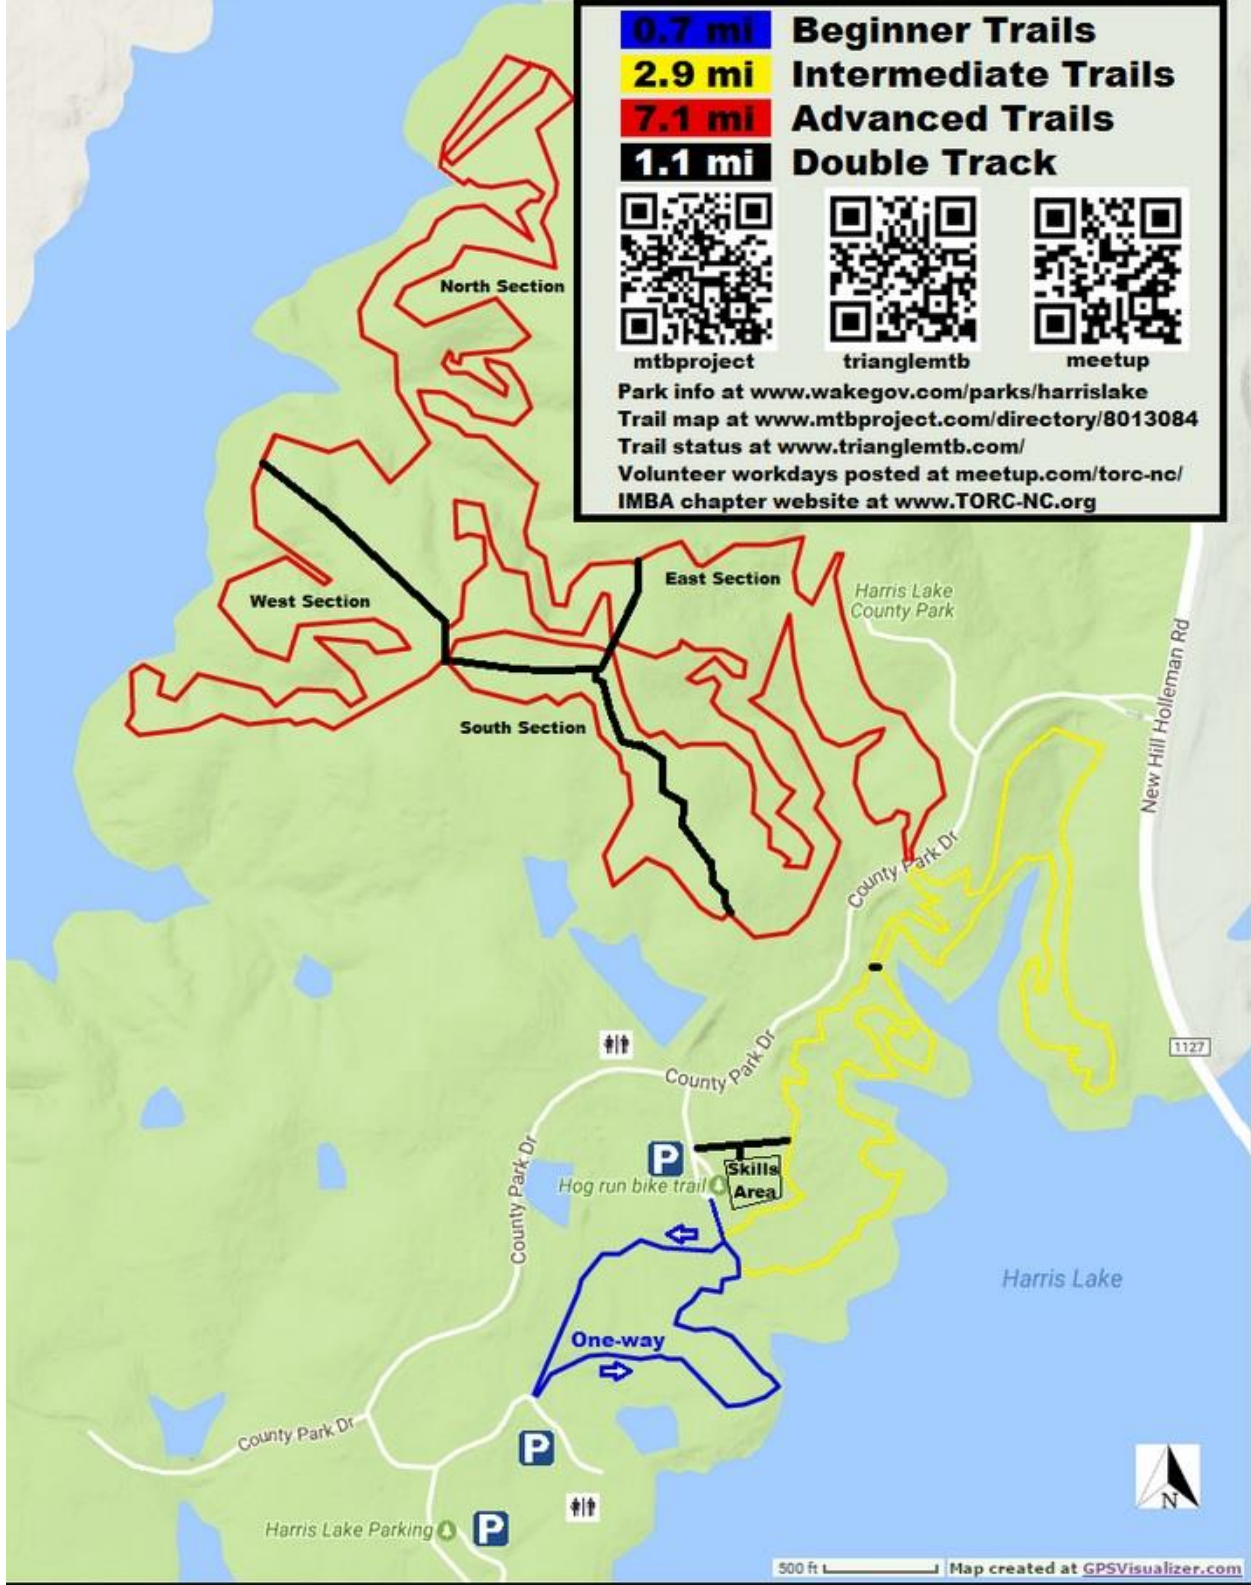 0.7 mi Beginner Trails
2.9 mi Intermediate Trails
7.1 mi Advanced Trails
1.1 mi Double Track
mtbproject
trianglemtb
meetup
Park info at www.wakegov.com/parks/harrislake
Trail map at www.mtbproject.com/directory/8013084
Trail status at www.trianglemtb.com/
Volunteer workdays posted at meetup.com/torc-nc/
IMBA chapter website at www.TORC-NC.org
North Section
East Section
Harris Lake
County Park
West Section
New Hill Holleman Rd
South Section
County Park Dr
County Park Dr
1127
County Park Dr
County Park Dr
P
Skills
Area
Hog run bike trail
Harris Lake
One-way
County Park Dr
P
Harris Lake Parking
P
N
500 ft
Map created at GPSVisualizer.com